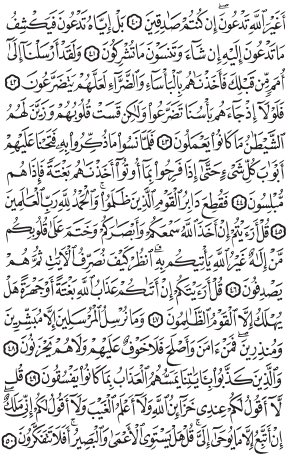 أَغَيْرَ ٱللَّهِ تَدْعُونَ إِن كُنتُمْ صَٰدِقِينَ ۝٤٠ بَلْ إِيَّاهُ تَدْعُونَ فَيَكْشِفُ
مَا تَدْعُونَ إِلَيْهِ إِن شَآءَ وَتَنسَوْنَ مَا تُشْرِكُونَ ۝٤١ وَلَقَدْ أَرْسَلْنَآ إِلَىٰٓ
أُمَمٍ مِّن قَبْلِكَ فَأَخَذْنَٰهُم بِٱلْبَأْسَآءِ وَٱلضَّرَّآءِ لَعَلَّهُمْ يَتَضَرَّعُونَ ۝٤٢
فَلَوْلَآ إِذْ جَآءَهُم بَأْسُنَا تَضَرَّعُوا۟ وَلَٰكِن قَسَتْ قُلُوبُهُمْ وَزَيَّنَ لَهُمُ
ٱلشَّيْطَٰنُ مَا كَانُوا۟ يَعْمَلُونَ ۝٤٣ فَلَمَّا نَسُوا۟ مَا ذُكِّرُوا۟ بِهِۦ فَتَحْنَا عَلَيْهِمْ
أَبْوَٰبَ كُلِّ شَىْءٍ حَتَّىٰٓ إِذَا فَرِحُوا۟ بِمَآ أُوتُوٓا۟ أَخَذْنَٰهُم بَغْتَةً فَإِذَا هُم
مُّبْلِسُونَ ۝٤٤ فَقُطِعَ دَابِرُ ٱلْقَوْمِ ٱلَّذِينَ ظَلَمُوا۟ ۚ وَٱلْحَمْدُ لِلَّهِ رَبِّ ٱلْعَٰلَمِينَ
۝٤٥ قُلْ أَرَءَيْتُمْ إِنْ أَخَذَ ٱللَّهُ سَمْعَكُمْ وَأَبْصَٰرَكُمْ وَخَتَمَ عَلَىٰ قُلُوبِكُم
مَّنْ إِلَٰهٌ غَيْرُ ٱللَّهِ يَأْتِيكُم بِهِ ۗ ٱنظُرْ كَيْفَ نُصَرِّفُ ٱلْءَايَٰتِ ثُمَّ هُمْ
يَصْدِفُونَ ۝٤٦ قُلْ أَرَءَيْتَكُمْ إِنْ أَتَىٰكُمْ عَذَابُ ٱللَّهِ بَغْتَةً أَوْ جَهْرَةً هَلْ
يُهْلَكُ إِلَّا ٱلْقَوْمُ ٱلظَّٰلِمُونَ ۝٤٧ وَمَا نُرْسِلُ ٱلْمُرْسَلِينَ إِلَّا مُبَشِّرِينَ
وَمُنذِرِينَ ۖ فَمَنْ ءَامَنَ وَأَصْلَحَ فَلَا خَوْفٌ عَلَيْهِمْ وَلَا هُمْ يَحْزَنُونَ
۝٤٨ وَٱلَّذِينَ كَذَّبُوا۟ بِـَٔايَٰتِنَا يَمَسُّهُمُ ٱلْعَذَابُ بِمَا كَانُوا۟ يَفْسُقُونَ ۝٤٩ قُل
لَّآ أَقُولُ لَكُمْ عِندِى خَزَآئِنُ ٱللَّهِ وَلَآ أَعْلَمُ ٱلْغَيْبَ وَلَآ أَقُولُ لَكُمْ إِنِّى مَلَكٌ ۖ
إِنْ أَتَّبِعُ إِلَّا مَا يُوحَىٰٓ إِلَىَّ ۚ قُلْ هَلْ يَسْتَوِى ٱلْأَعْمَىٰ وَٱلْبَصِيرُ ۚ أَفَلَا تَتَفَكَّرُونَ ۝٥٠